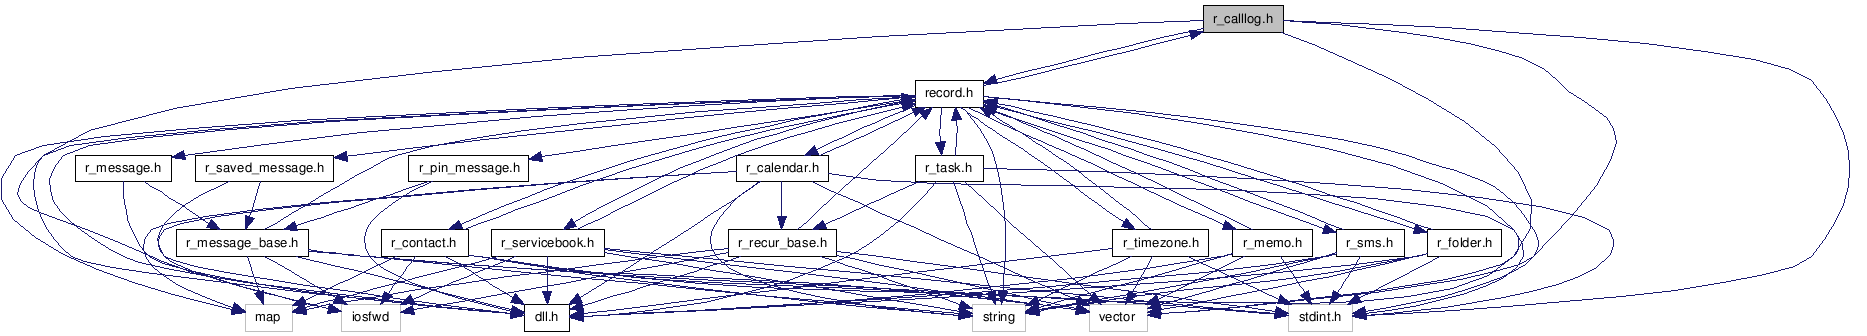 r_calllog.h
record.h
r_message.h
r_saved_message.h
r_pin_message.h
r_calendar.h
r_task.h
r_message_base.h
r_contact.h
r_servicebook.h
r_recur_base.h
r_timezone.h
r_memo.h
r_sms.h
r_folder.h
map
iosfwd
dll.h
string
vector
stdint.h